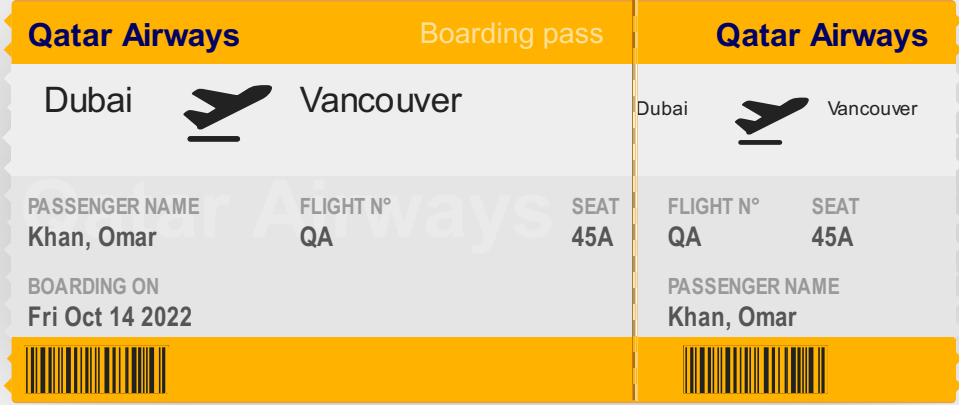 Qatar Airways
Boarding pass
Qatar Airways
Dubai
Vancouver
Dubai
Vancouver
Qatar Airways
PASSENGER NAME
FLIGHT N°
SEAT
Khan, Omar
QA
45A
BOARDING ON
Fri Oct 14 2022
FLIGHT N°
SEAT
QA
45A
PASSENGER NAME
Khan, Omar